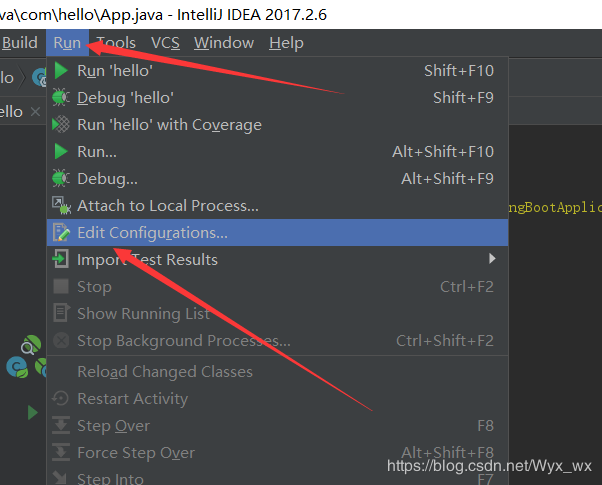 va\com\hello\App.java - IntelliJ IDEA 2017.2.6
Build Run Tools VCS Window Help
lo Run 'hello' Shift+F10
Debug 'hello' Shift+F9
ello Run 'hello' with Coverage
Run... Alt+Shift+F10
Debug... Alt+Shift+F9
Attach to Local Process... ngBootApplic
Edit Configurations...
Import Test Results
Stop Ctrl+F2
Show Running List
Stop Background Processes... Ctrl+Shift+F2
Reload Changed Classes
Restart Activity
Step Over F8
Force Step Over Alt+Shift+F8
https://blog.csdn.net/Wyx_wx
Step Into F7